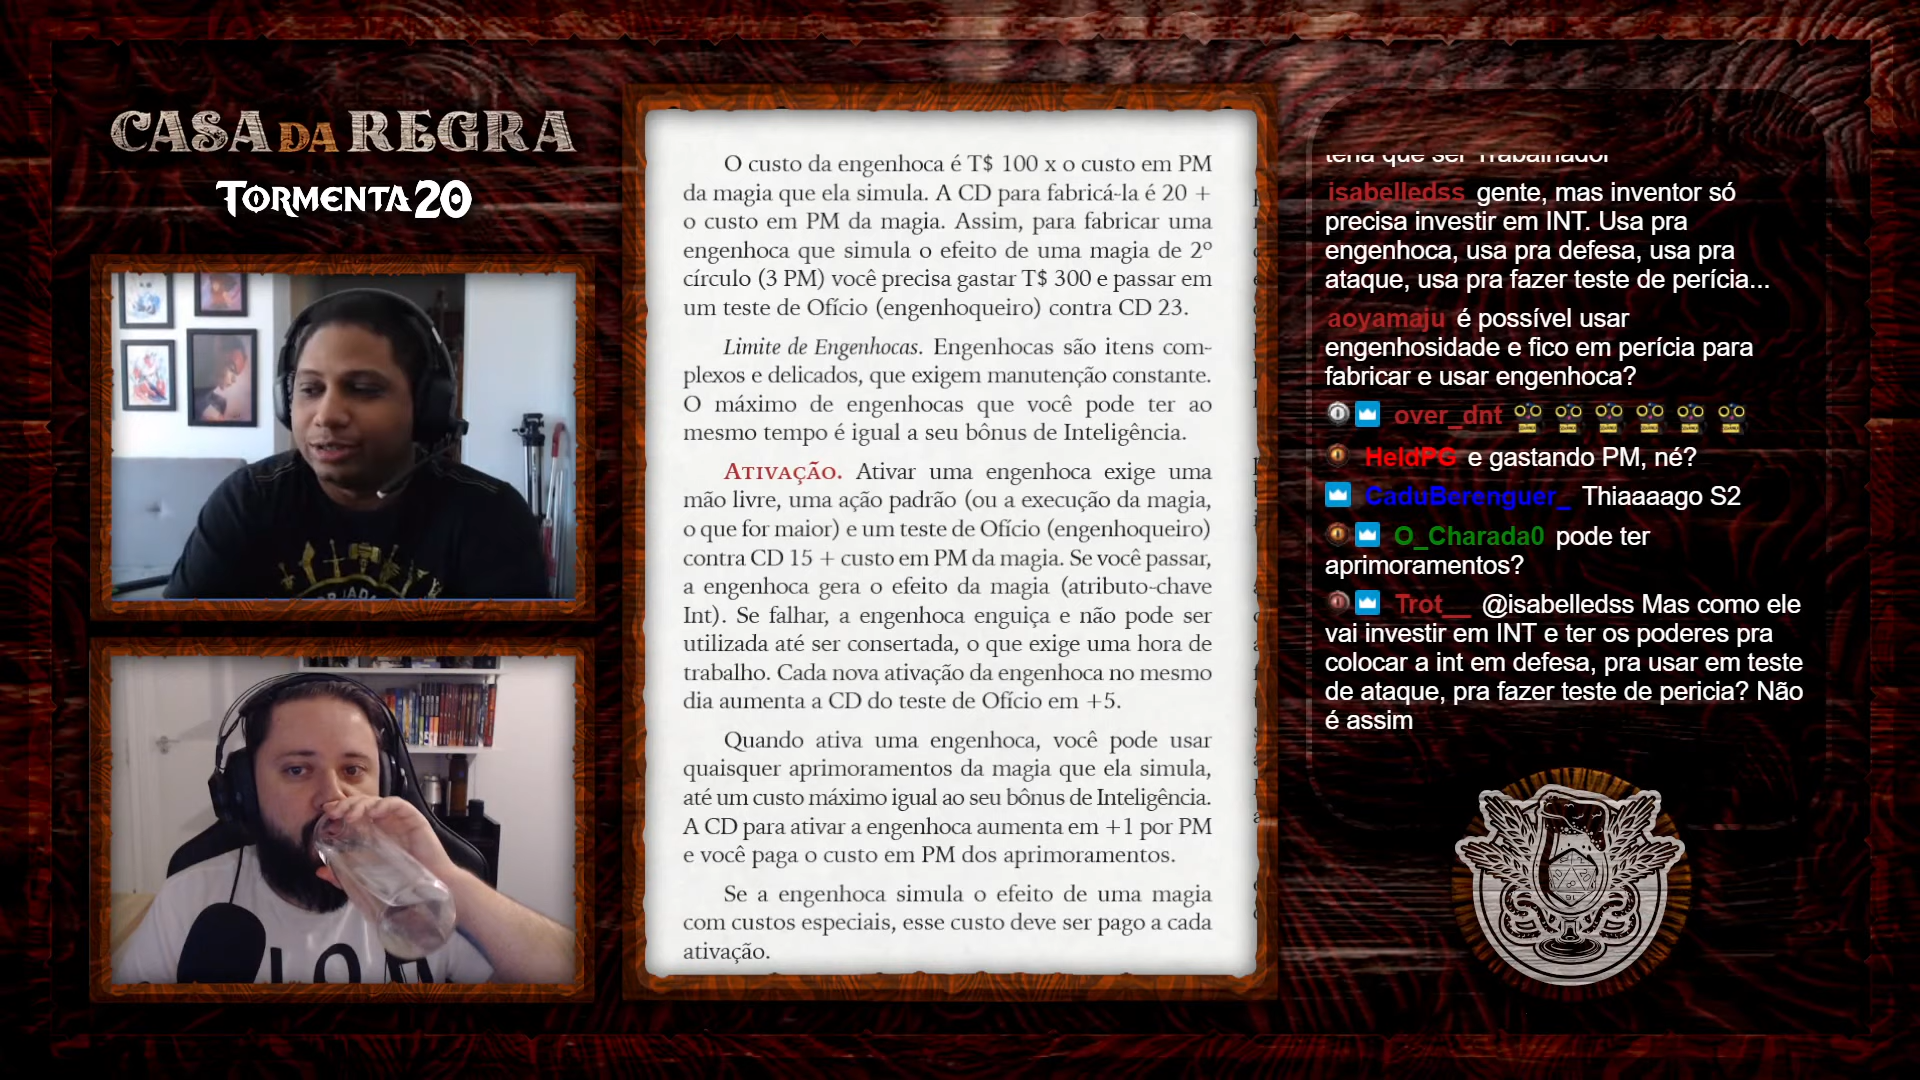 CASA DA REGRA
TORMENTA20
O custo da engenhoca é T$ 100 x o custo em PM
da magia que ela simula. A CD para fabricá-la é 20 +
o custo em PM da magia. Assim, para fabricar uma
engenhoca que simula o efeito de uma magia de 2º
círculo (3 PM) você precisa gastar T$ 300 e passar em
um teste de Ofício (engenhoqueiro) contra CD 23.
Limite de Engenhocas. Engenhocas são itens com-
plexos e delicados, que exigem manutenção constante.
O máximo de engenhocas que você pode ter ao
mesmo tempo é igual a seu bônus de Inteligência.
ATIVAÇÃO. Ativar uma engenhoca exige uma
mão livre, uma ação padrão (ou a execução da magia,
o que for maior) e um teste de Ofício (engenhoqueiro)
contra CD 15 + custo em PM da magia. Se você passar,
a engenhoca gera o efeito da magia (atributo-chave
Int). Se falhar, a engenhoca enguiça e não pode ser
utilizada até ser consertada, o que exige uma hora de
trabalho. Cada nova ativação da engenhoca no mesmo
dia aumenta a CD do teste de Ofício em +5.
Quando ativa uma engenhoca, você pode usar
quaisquer aprimoramentos da magia que ela simula,
até um custo máximo igual ao seu bônus de Inteligência.
A CD para ativar a engenhoca aumenta em +1 por PM
e você paga o custo em PM dos aprimoramentos.
Se a engenhoca simula o efeito de uma magia
com custos especiais, esse custo deve ser pago a cada
ativação.
teria que ser Trabalhador
isabelledss gente, mas inventor só
precisa investir em INT. Usa pra
engenhoca, usa pra defesa, usa pra
ataque, usa pra fazer teste de perícia...
aoyamaju é possível usar
engenhosidade e fico em perícia para
fabricar e usar engenhoca?
over_dnt
HeldPG e gastando PM, né?
CaduBerenguer_ Thiaaaago S2
O_Charada0 pode ter
aprimoramentos?
Trot__ @isabelledss Mas como ele
vai investir em INT e ter os poderes pra
colocar a int em defesa, pra usar em teste
de ataque, pra fazer teste de pericia? Não
é assim